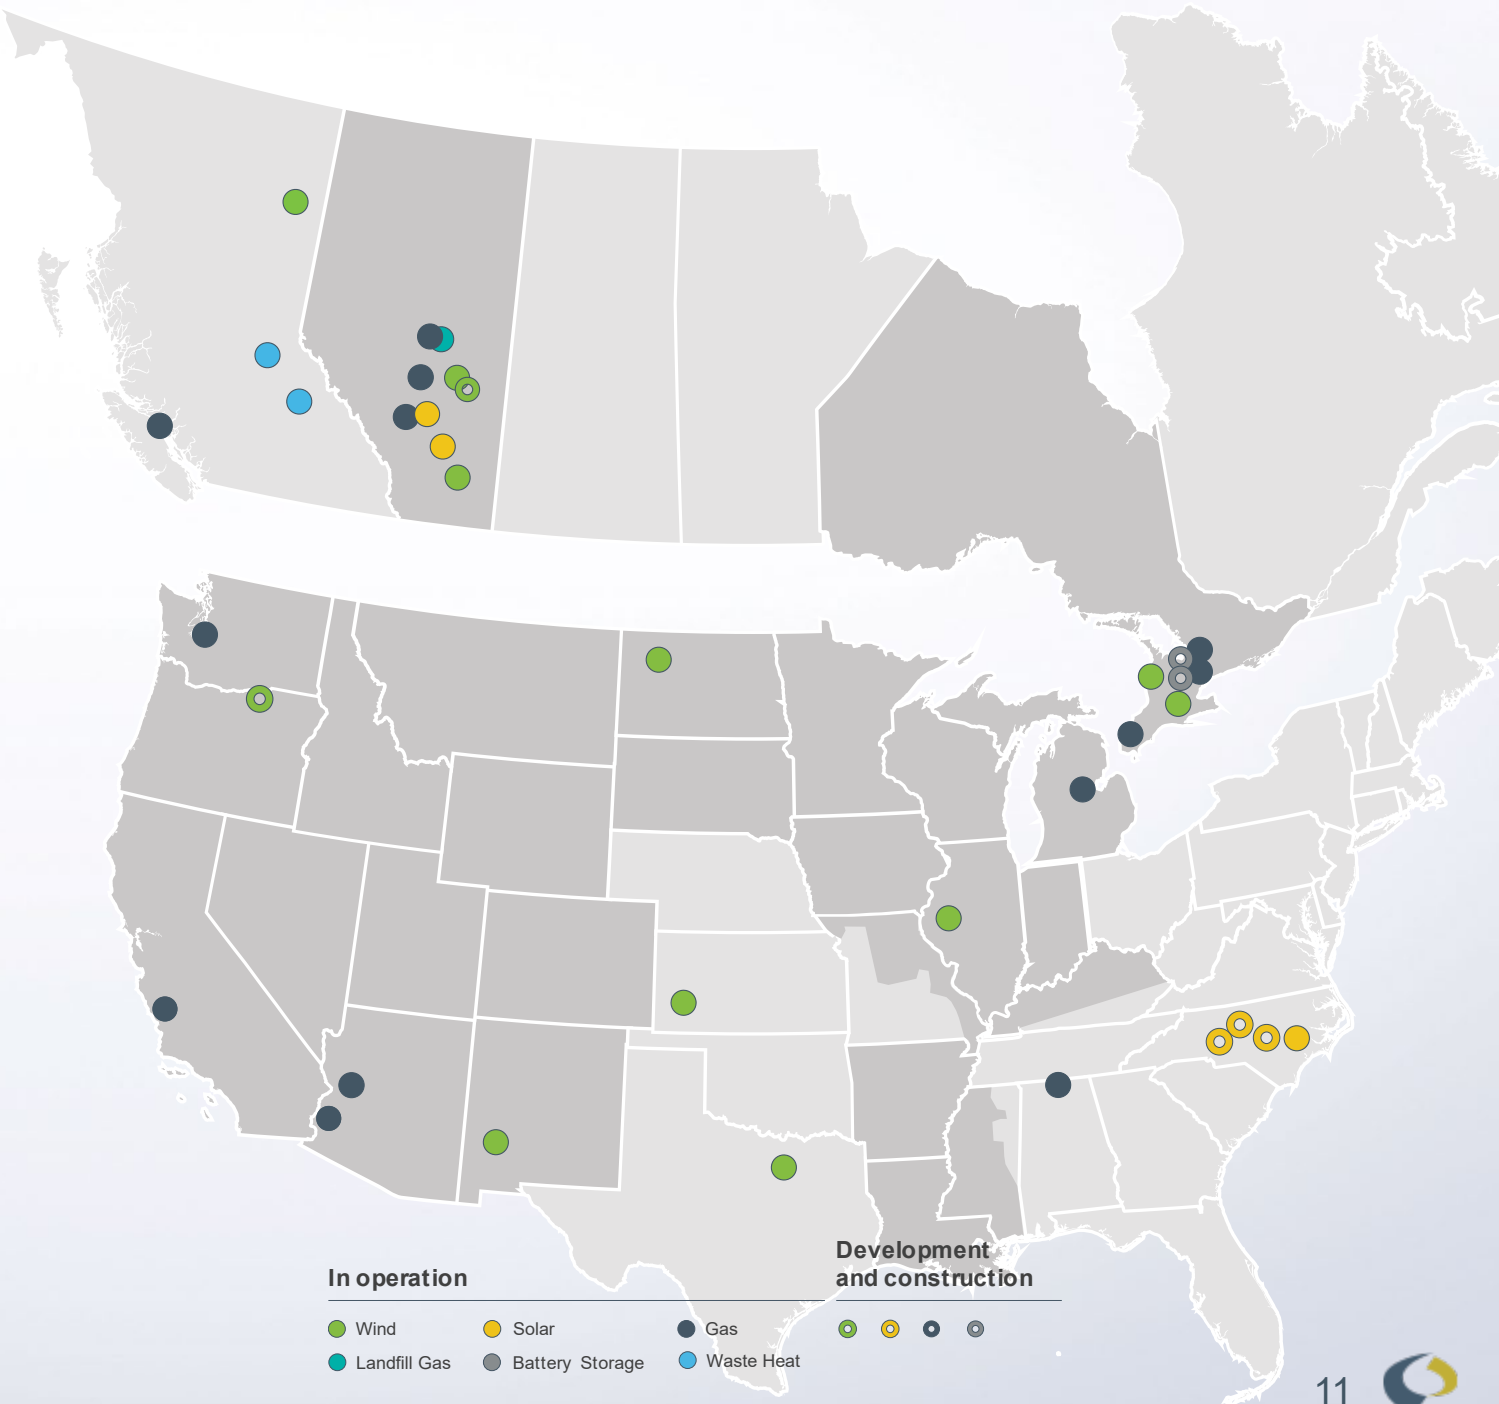 Development
In operation
and construction
Wind
Solar
Gas
Landfill Gas
Battery Storage
Waste Heat
11